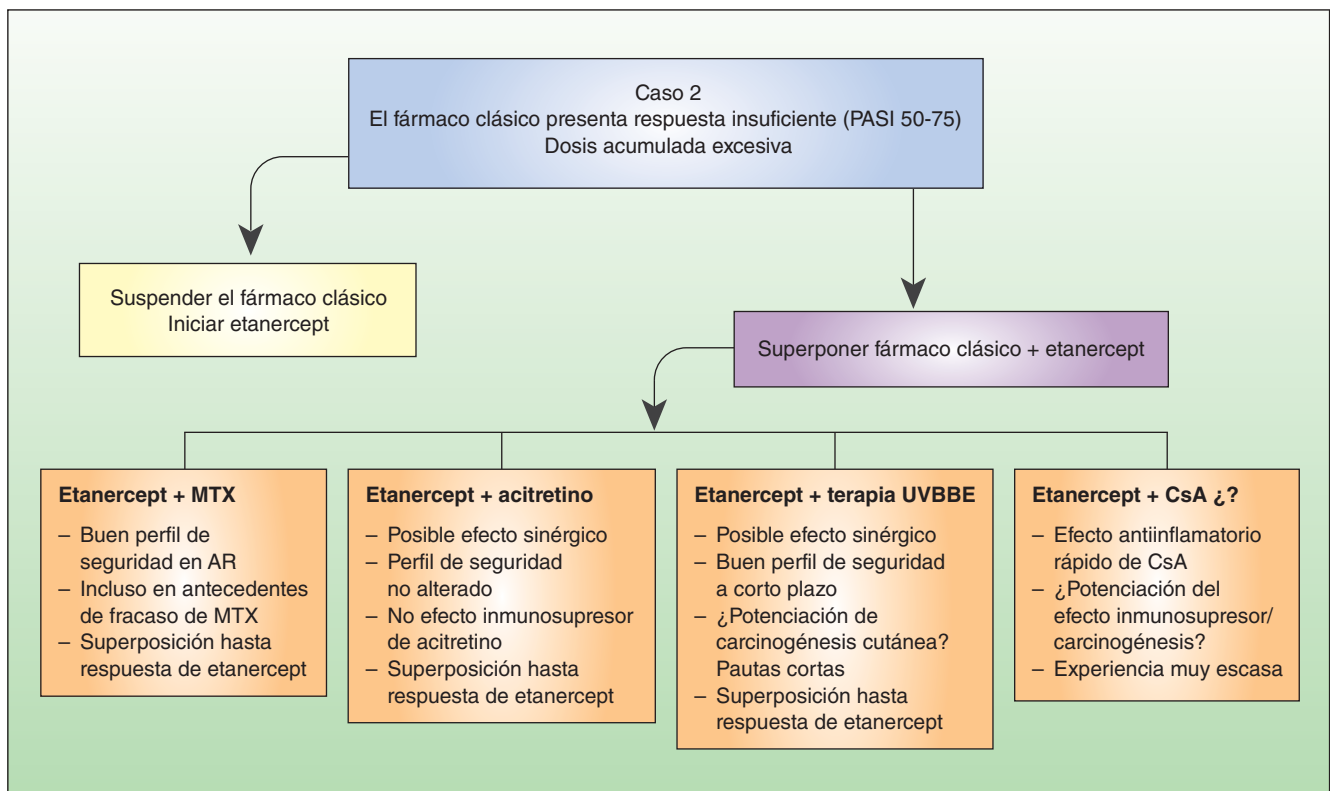 Caso 2
El fármaco clásico presenta respuesta insuficiente (PASI 50-75)
Dosis acumulada excesiva
Suspender el fármaco clásico
Iniciar etanercept
Superponer fármaco clásico + etanercept
Etanercept + MTX
– Buen perfil de
seguridad en AR
– Incluso en antecedentes
de fracaso de MTX
– Superposición hasta
respuesta de etanercept
Etanercept + acitretino
– Posible efecto sinérgico
– Perfil de seguridad
no alterado
– No efecto inmunosupresor
de acitretino
– Superposición hasta
respuesta de etanercept
Etanercept + terapia UVBBE
– Posible efecto sinérgico
– Buen perfil de seguridad
a corto plazo
– ¿Potenciación de
carcinogénesis cutánea?
Pautas cortas
– Superposición hasta
respuesta de etanercept
Etanercept + CsA ¿?
– Efecto antiinflamatorio
rápido de CsA
– ¿Potenciación del
efecto inmunosupresor/
carcinogénesis?
– Experiencia muy escasa